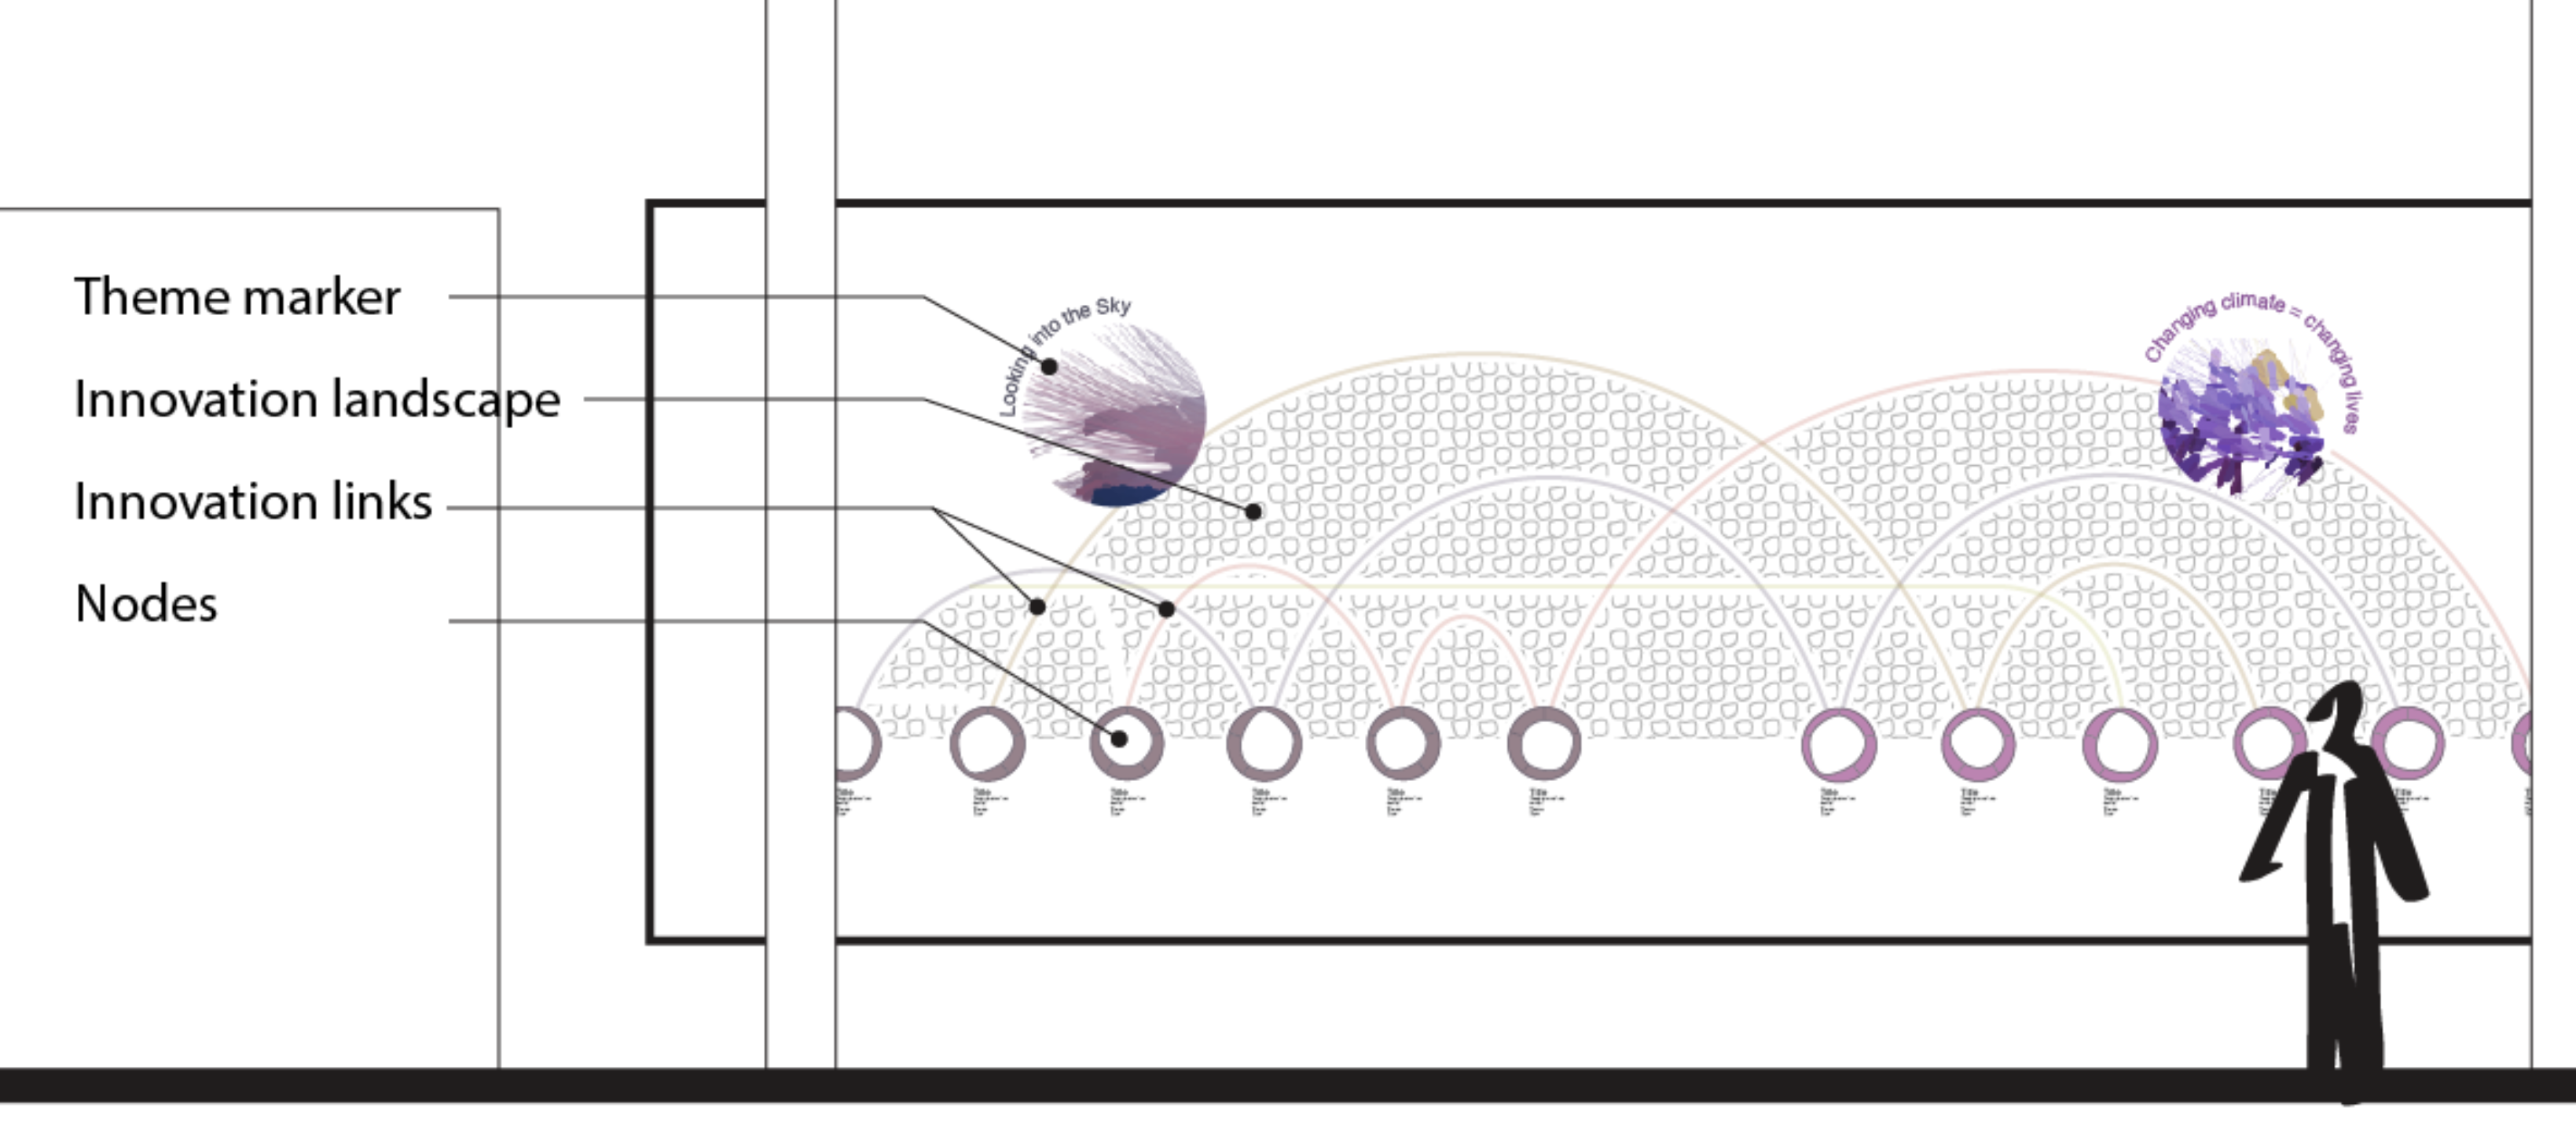 Theme marker
Innovation landscape
Innovation links
Nodes
Looking into the Sky
Changing climate = changing lives
Title
Title
Title
Title
Title
Title
Title
Title
Title
Title
Title